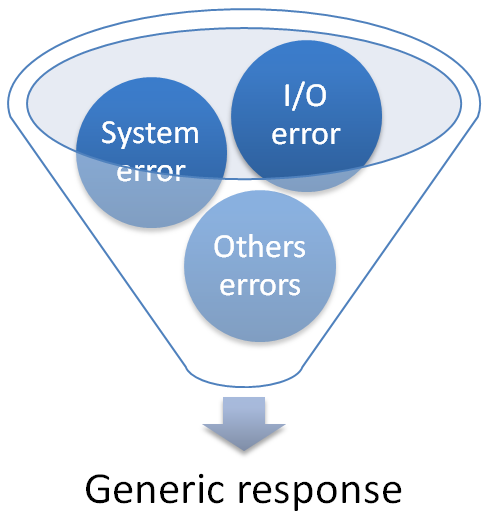 I/O
error
System
error
Others
errors
Generic response